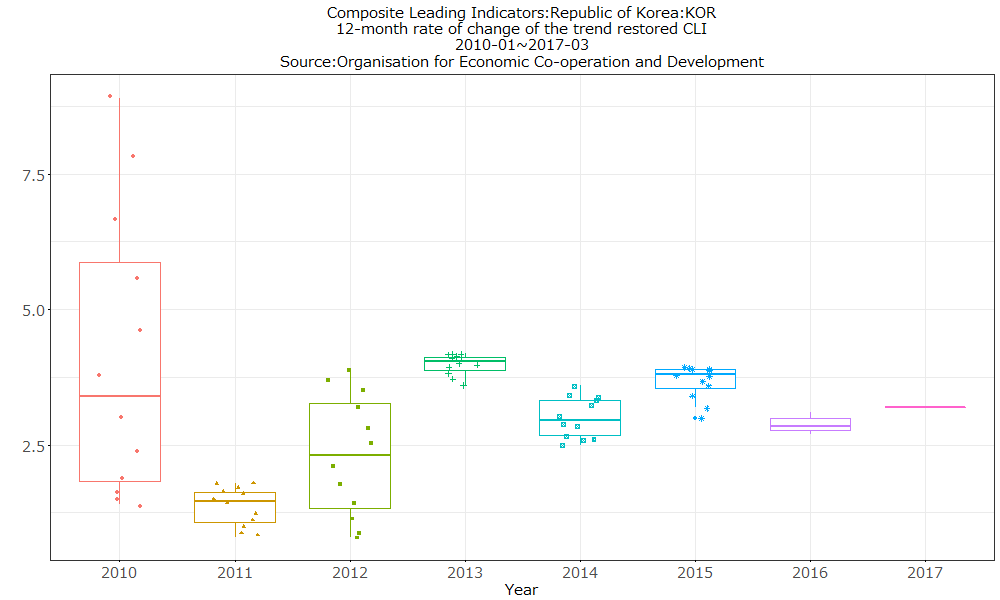 Composite Leading Indicators:Republic of Korea:KOR
12-month rate of change of the trend restored CLI
2010-01~2017-03
Source:Organisation for Economic Co-operation and Development
7.5
5.0
2.5
2010 2011 2012 2013 2014 2015 2016 2017
Year